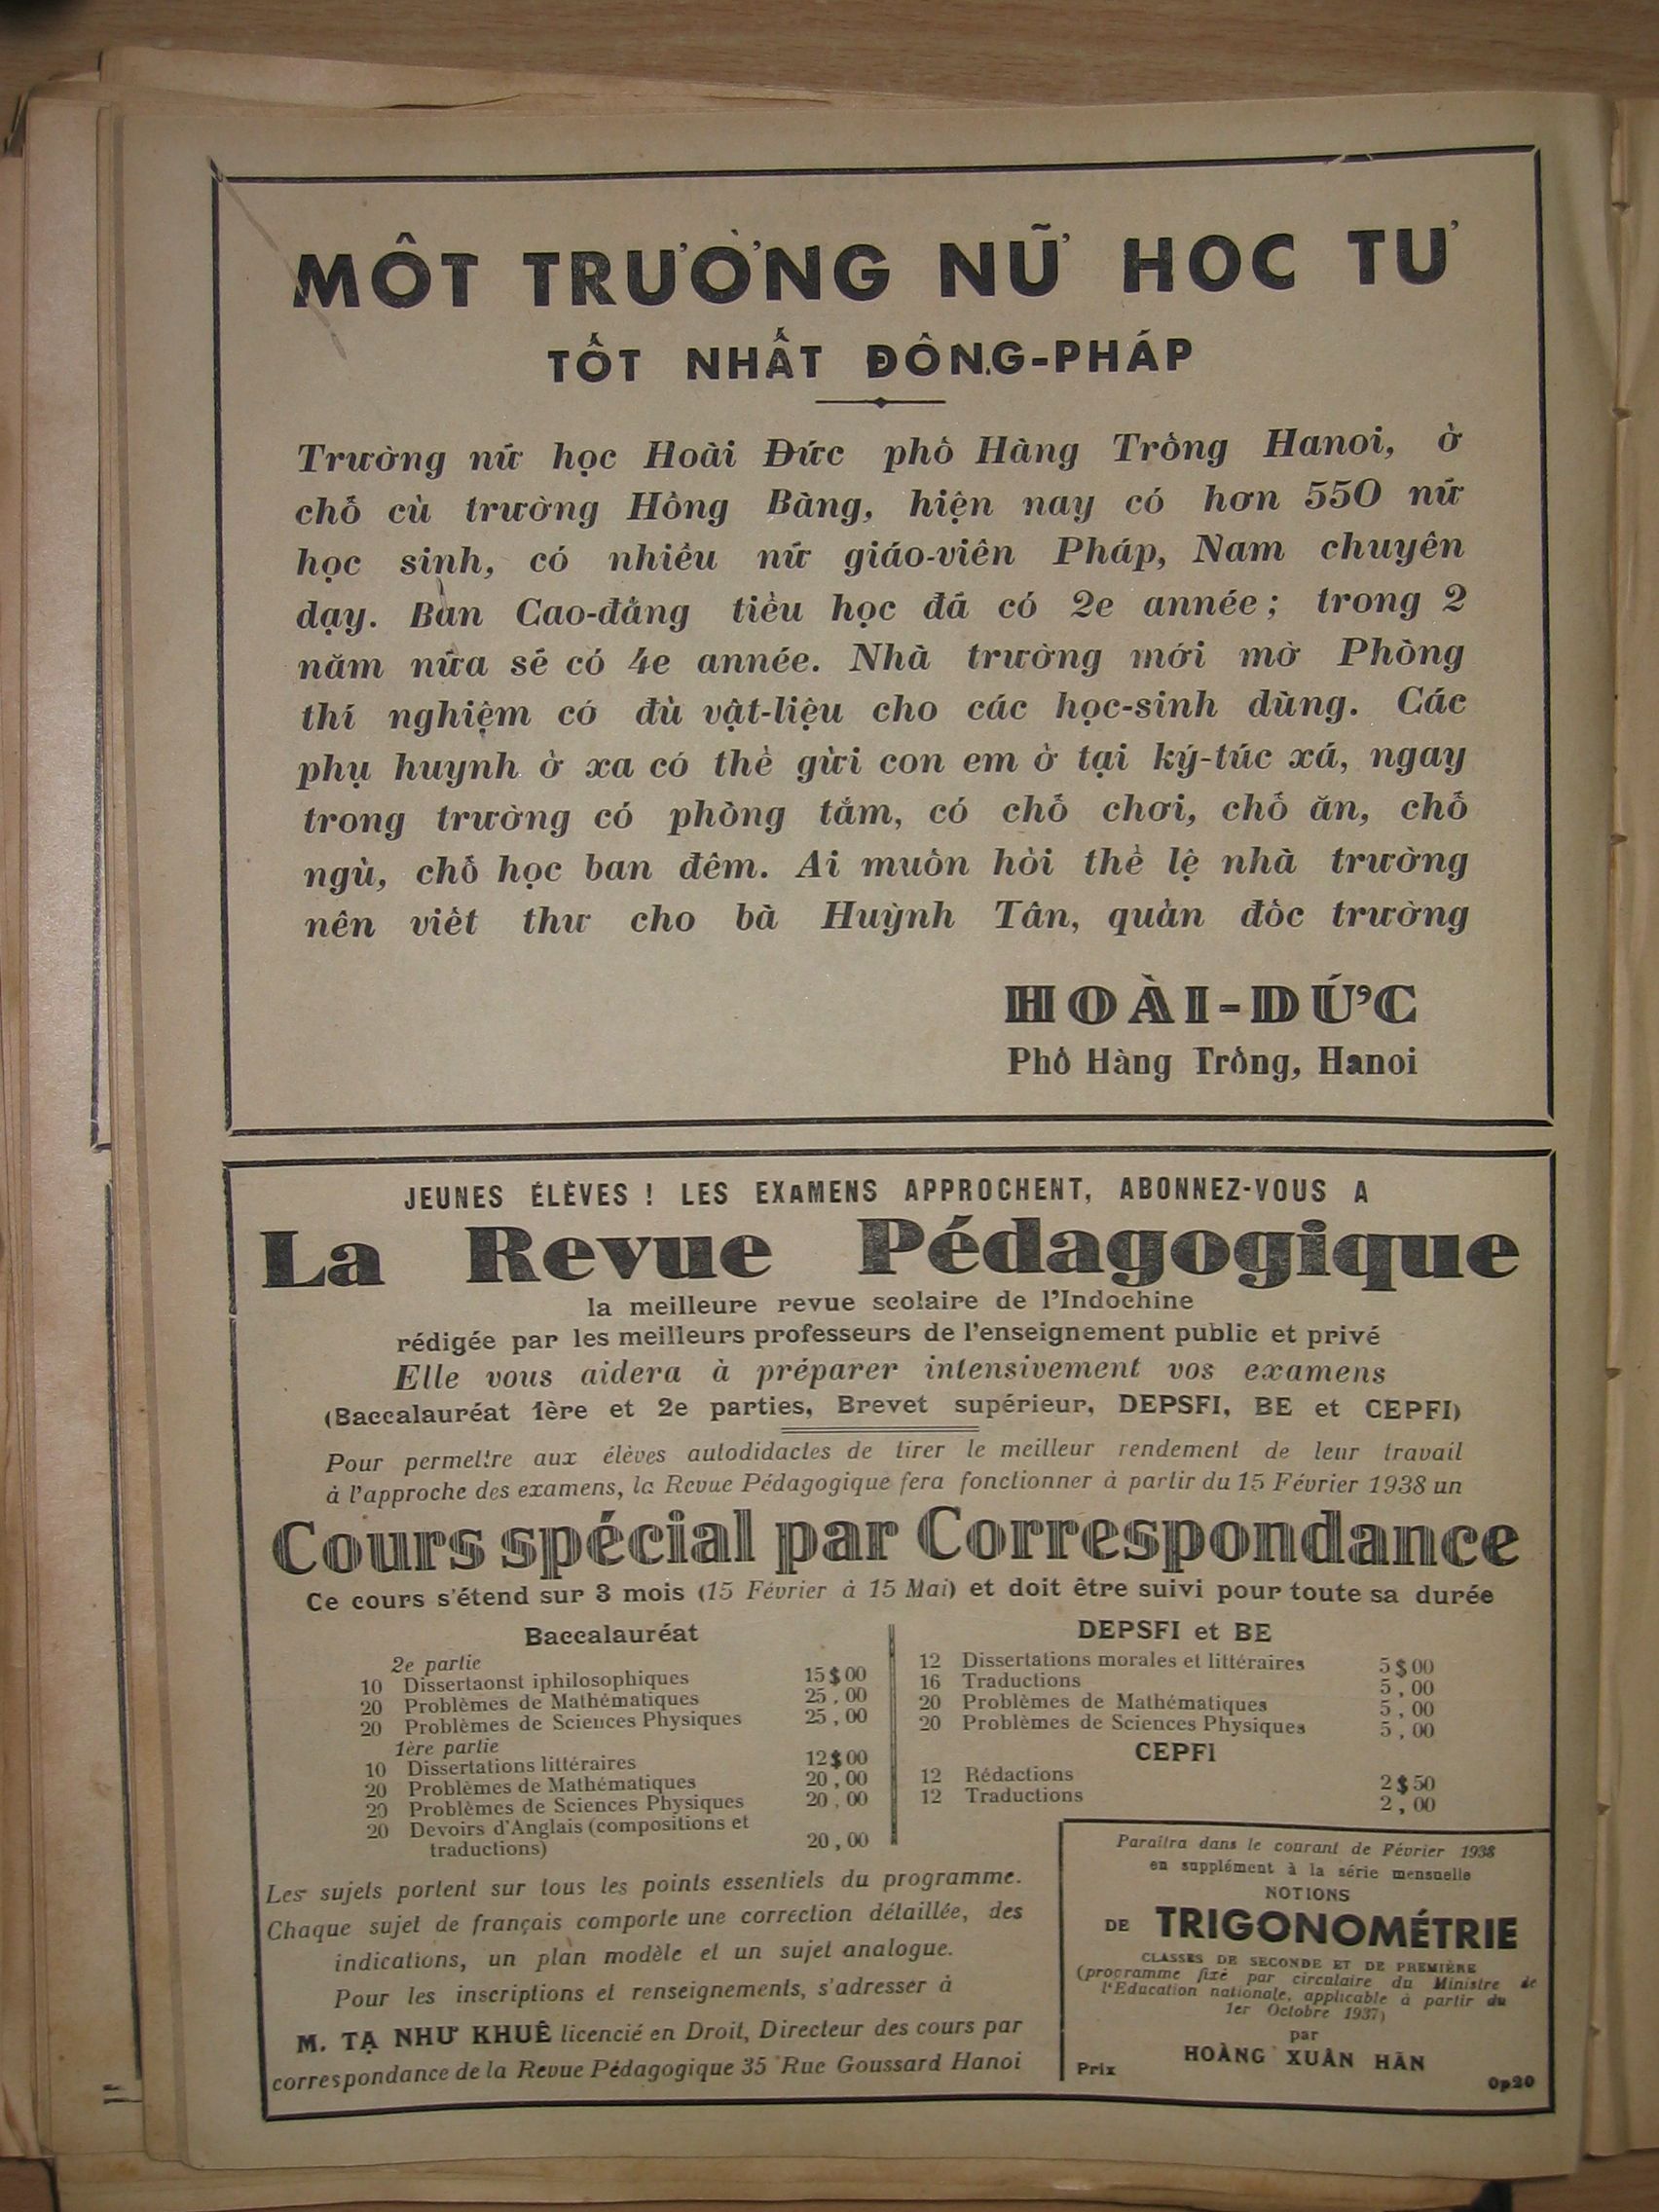 MÔT TRƯỜNG NỮ HOC TƯ
TỐT NHẤT ĐÔNG-PHÁP
Trường nữ học Hoài Đức phố Hàng Trống Hanoi, ở
chỗ cũ trường Hồng Bàng, hiện nay có hơn 550 nữ
học sinh, có nhiều nữ giáo-viên Pháp, Nam chuyên
dạy. Ban Cao-đẳng tiểu học đã có 2e année; trong 2
năm nữa sẽ có 4e année. Nhà trường mới mở Phòng
thí nghiệm có đủ vật-liệu cho các học-sinh dùng. Các
phụ huynh ở xa có thể gửi con em ở tại ký-túc xá, ngay
trong trường có phòng tắm, có chỗ chơi, chỗ ăn, chỗ
ngủ, chỗ học ban đêm. Ai muốn hỏi thể lệ nhà trường
nên viết thư cho bà Huỳnh Tân, quản đốc trường
HOÀI-DỨC
Phố Hàng Trống, Hanoi
JEUNES ÉLÈVES ! LES EXAMENS APPROCHENT, ABONNEZ-VOUS A
La Revue Pédagogique
la meilleure revue scolaire de l'Indochine
rédigée par les meilleurs professeurs de l'enseignement public et privé
Elle vous aidera à préparer intensivement vos examens
(Baccalauréat 1ère et 2e parties, Brevet supérieur, DEPSFI, BE et CEPFI)
Pour permettre aux élèves autodidactes de tirer le meilleur rendement de leur travail
à l'approche des examens, la Revue Pédagogique fera fonctionner à partir du 15 Février 1938 un
Cours spécial par Correspondance
Ce cours s'étend sur 3 mois (15 Février à 15 Mai) et doit être suivi pour toute sa durée
Baccalauréat
2e partie
10 Dissertaonst iphilosophiques 15$00
20 Problèmes de Mathématiques 25,00
20 Problèmes de Sciences Physiques 25,00
1ère partie
10 Dissertations littéraires 12$00
20 Problèmes de Mathématiques 20,00
20 Problèmes de Sciences Physiques 20,00
20 Devoirs d'Anglais (compositions et
traductions) 20,00
DEPSFI et BE
12 Dissertations morales et littéraires 5$00
16 Traductions 5,00
20 Problèmes de Mathématiques 5,00
20 Problèmes de Sciences Physiques 5,00
CEPFI
12 Rédactions 2$50
12 Traductions 2,00
Les sujets portent sur tous les points essentiels du programme.
Chaque sujet de français comporte une correction détaillée, des
indications, un plan modèle et un sujet analogue.
Pour les inscriptions et renseignements, s'adresser à
M. TẠ NHƯ KHUÊ licencié en Droit, Directeur des cours par
correspondance de la Revue Pédagogique 35 Rue Goussard Hanoi
Paraîtra dans le courant de Février 1938
en supplément à la série mensuelle
NOTIONS
DE TRIGONOMÉTRIE
CLASSES DE SECONDE ET DE PREMIÈRE
(programme fixé par circulaire du Ministre de
l'Education nationale, applicable à partir du
1er Octobre 1937)
par
HOÀNG XUÂN HÃN
Prix 0p20